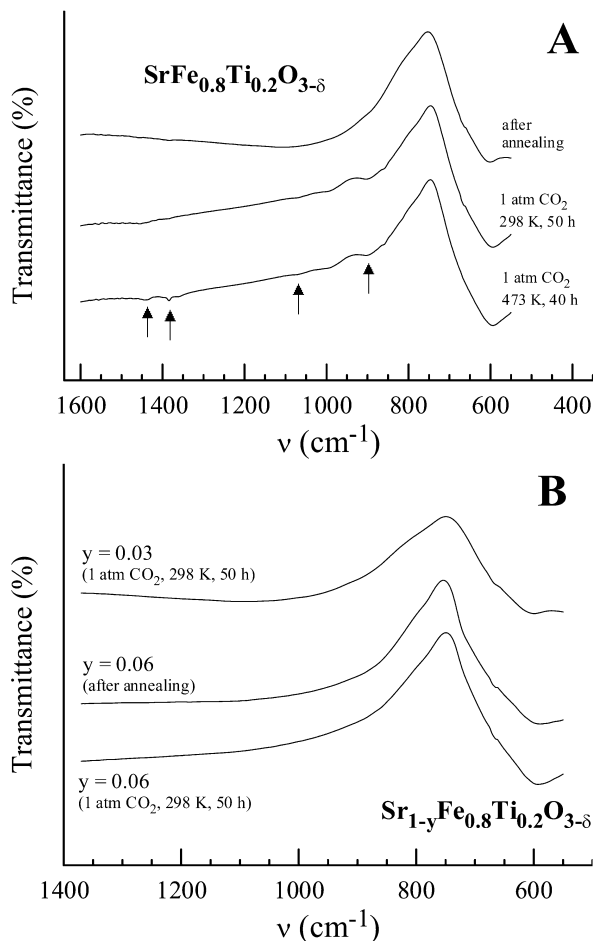 A
SrFe0.8Ti0.2O3-δ
Transmittance (%)
after
annealing
1 atm CO2
298 K, 50 h
1 atm CO2
473 K, 40 h
1600 1400 1200 1000 800 600 400
ν (cm-1)
B
Transmittance (%)
y = 0.03
(1 atm CO2, 298 K, 50 h)
y = 0.06
(after annealing)
y = 0.06
(1 atm CO2, 298 K, 50 h)
Sr1-yFe0.8Ti0.2O3-δ
1400 1200 1000 800 600
ν (cm-1)